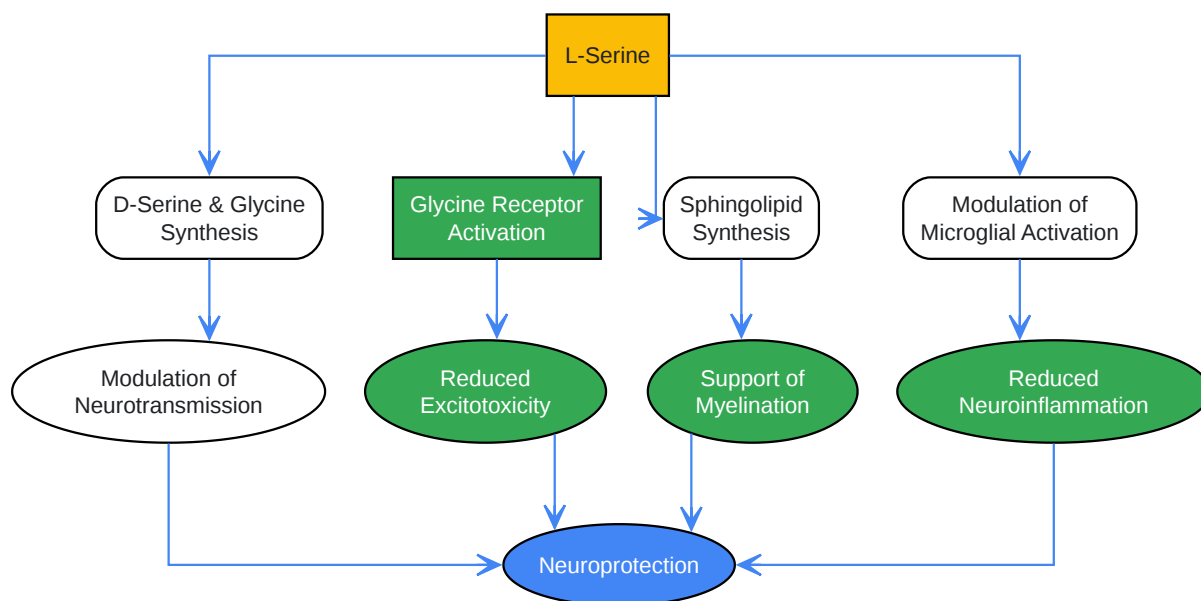 L-Serine
D-Serine & Glycine
Synthesis
Glycine Receptor
Activation
Sphingolipid
Synthesis
Modulation of
Microglial Activation
Modulation of
Neurotransmission
Reduced
Excitotoxicity
Support of
Myelination
Reduced
Neuroinflammation
Neuroprotection